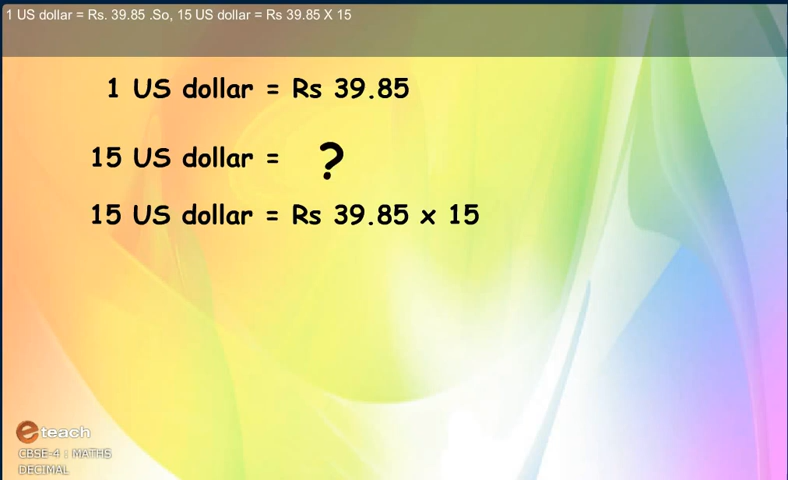 1 US dollar = Rs. 39.85 .So, 15 US dollar = Rs 39.85 X 15
1 US dollar = Rs 39.85
15 US dollar = ?
15 US dollar = Rs 39.85 x 15
e teach
CBSE-4 : MATHS
DECIMAL